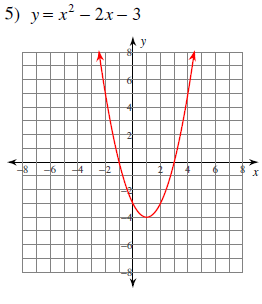 5) y = x² – 2x – 3
y
8
6
4
2
–8 –6 –4 –2 2 4 6 8 x
–2
–4
–6
–8